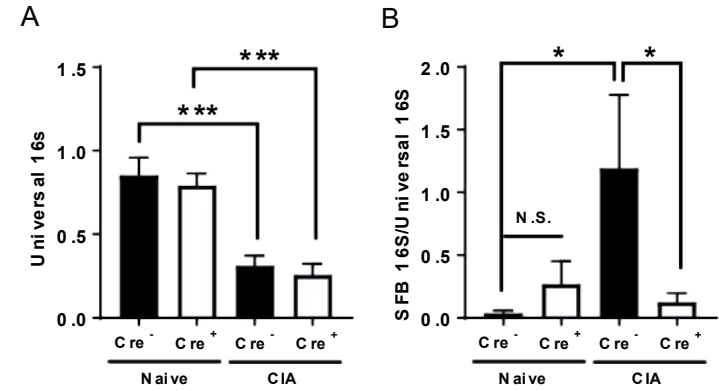 A
B
***
***
*
*
N.S.
Universal 16s
1.5
1.0
0.5
0.0
SFB 16S/Universal 16S
2.0
1.5
1.0
0.5
0.0
Cre- Cre+ Cre- Cre+
Naive CIA
Cre- Cre+ Cre- Cre+
Naive CIA